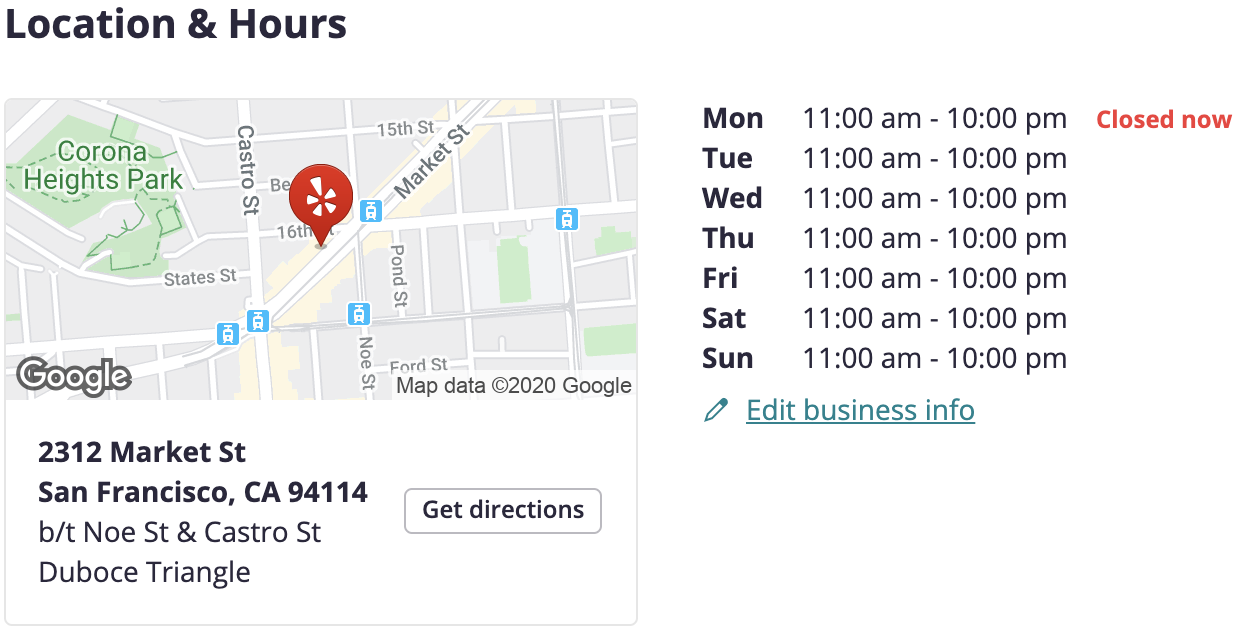 Location & Hours
Corona
Heights Park
Castro St
15th St
Market St
16th St
States St
Pond St
Noe St
Ford St
Google
Map data ©2020 Google
2312 Market St
San Francisco, CA 94114
b/t Noe St & Castro St
Duboce Triangle
Get directions
Mon 11:00 am - 10:00 pm Closed now
Tue 11:00 am - 10:00 pm
Wed 11:00 am - 10:00 pm
Thu 11:00 am - 10:00 pm
Fri 11:00 am - 10:00 pm
Sat 11:00 am - 10:00 pm
Sun 11:00 am - 10:00 pm
Edit business info